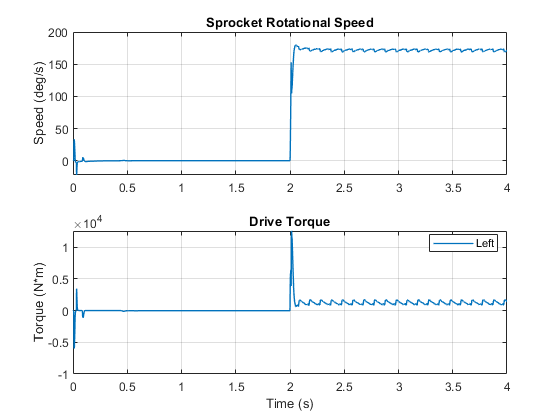 Sprocket Rotational Speed
200
150
100
50
0
Speed (deg/s)
0 0.5 1 1.5 2 2.5 3 3.5 4
Drive Torque
×10^4
1
0.5
0
-0.5
-1
Torque (N*m)
Left
0 0.5 1 1.5 2 2.5 3 3.5 4
Time (s)